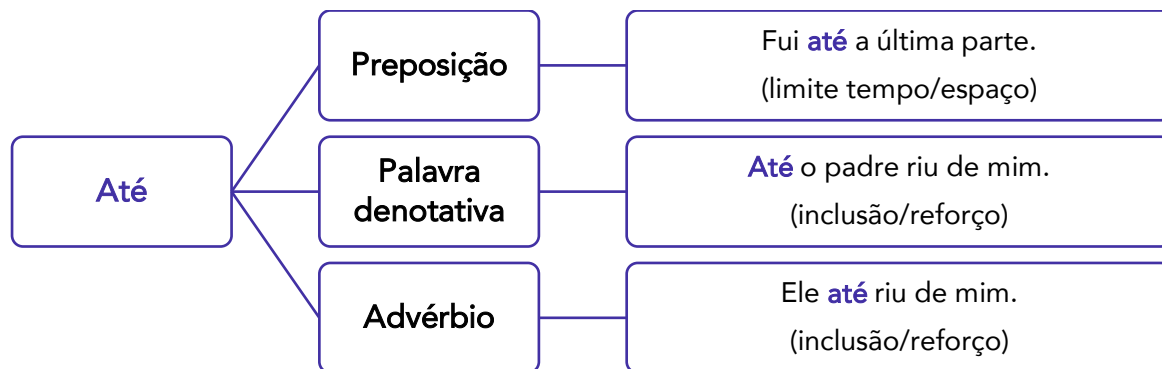 Até
Preposição
Fui até a última parte.
(limite tempo/espaço)
Palavra
denotativa
Até o padre riu de mim.
(inclusão/reforço)
Advérbio
Ele até riu de mim.
(inclusão/reforço)